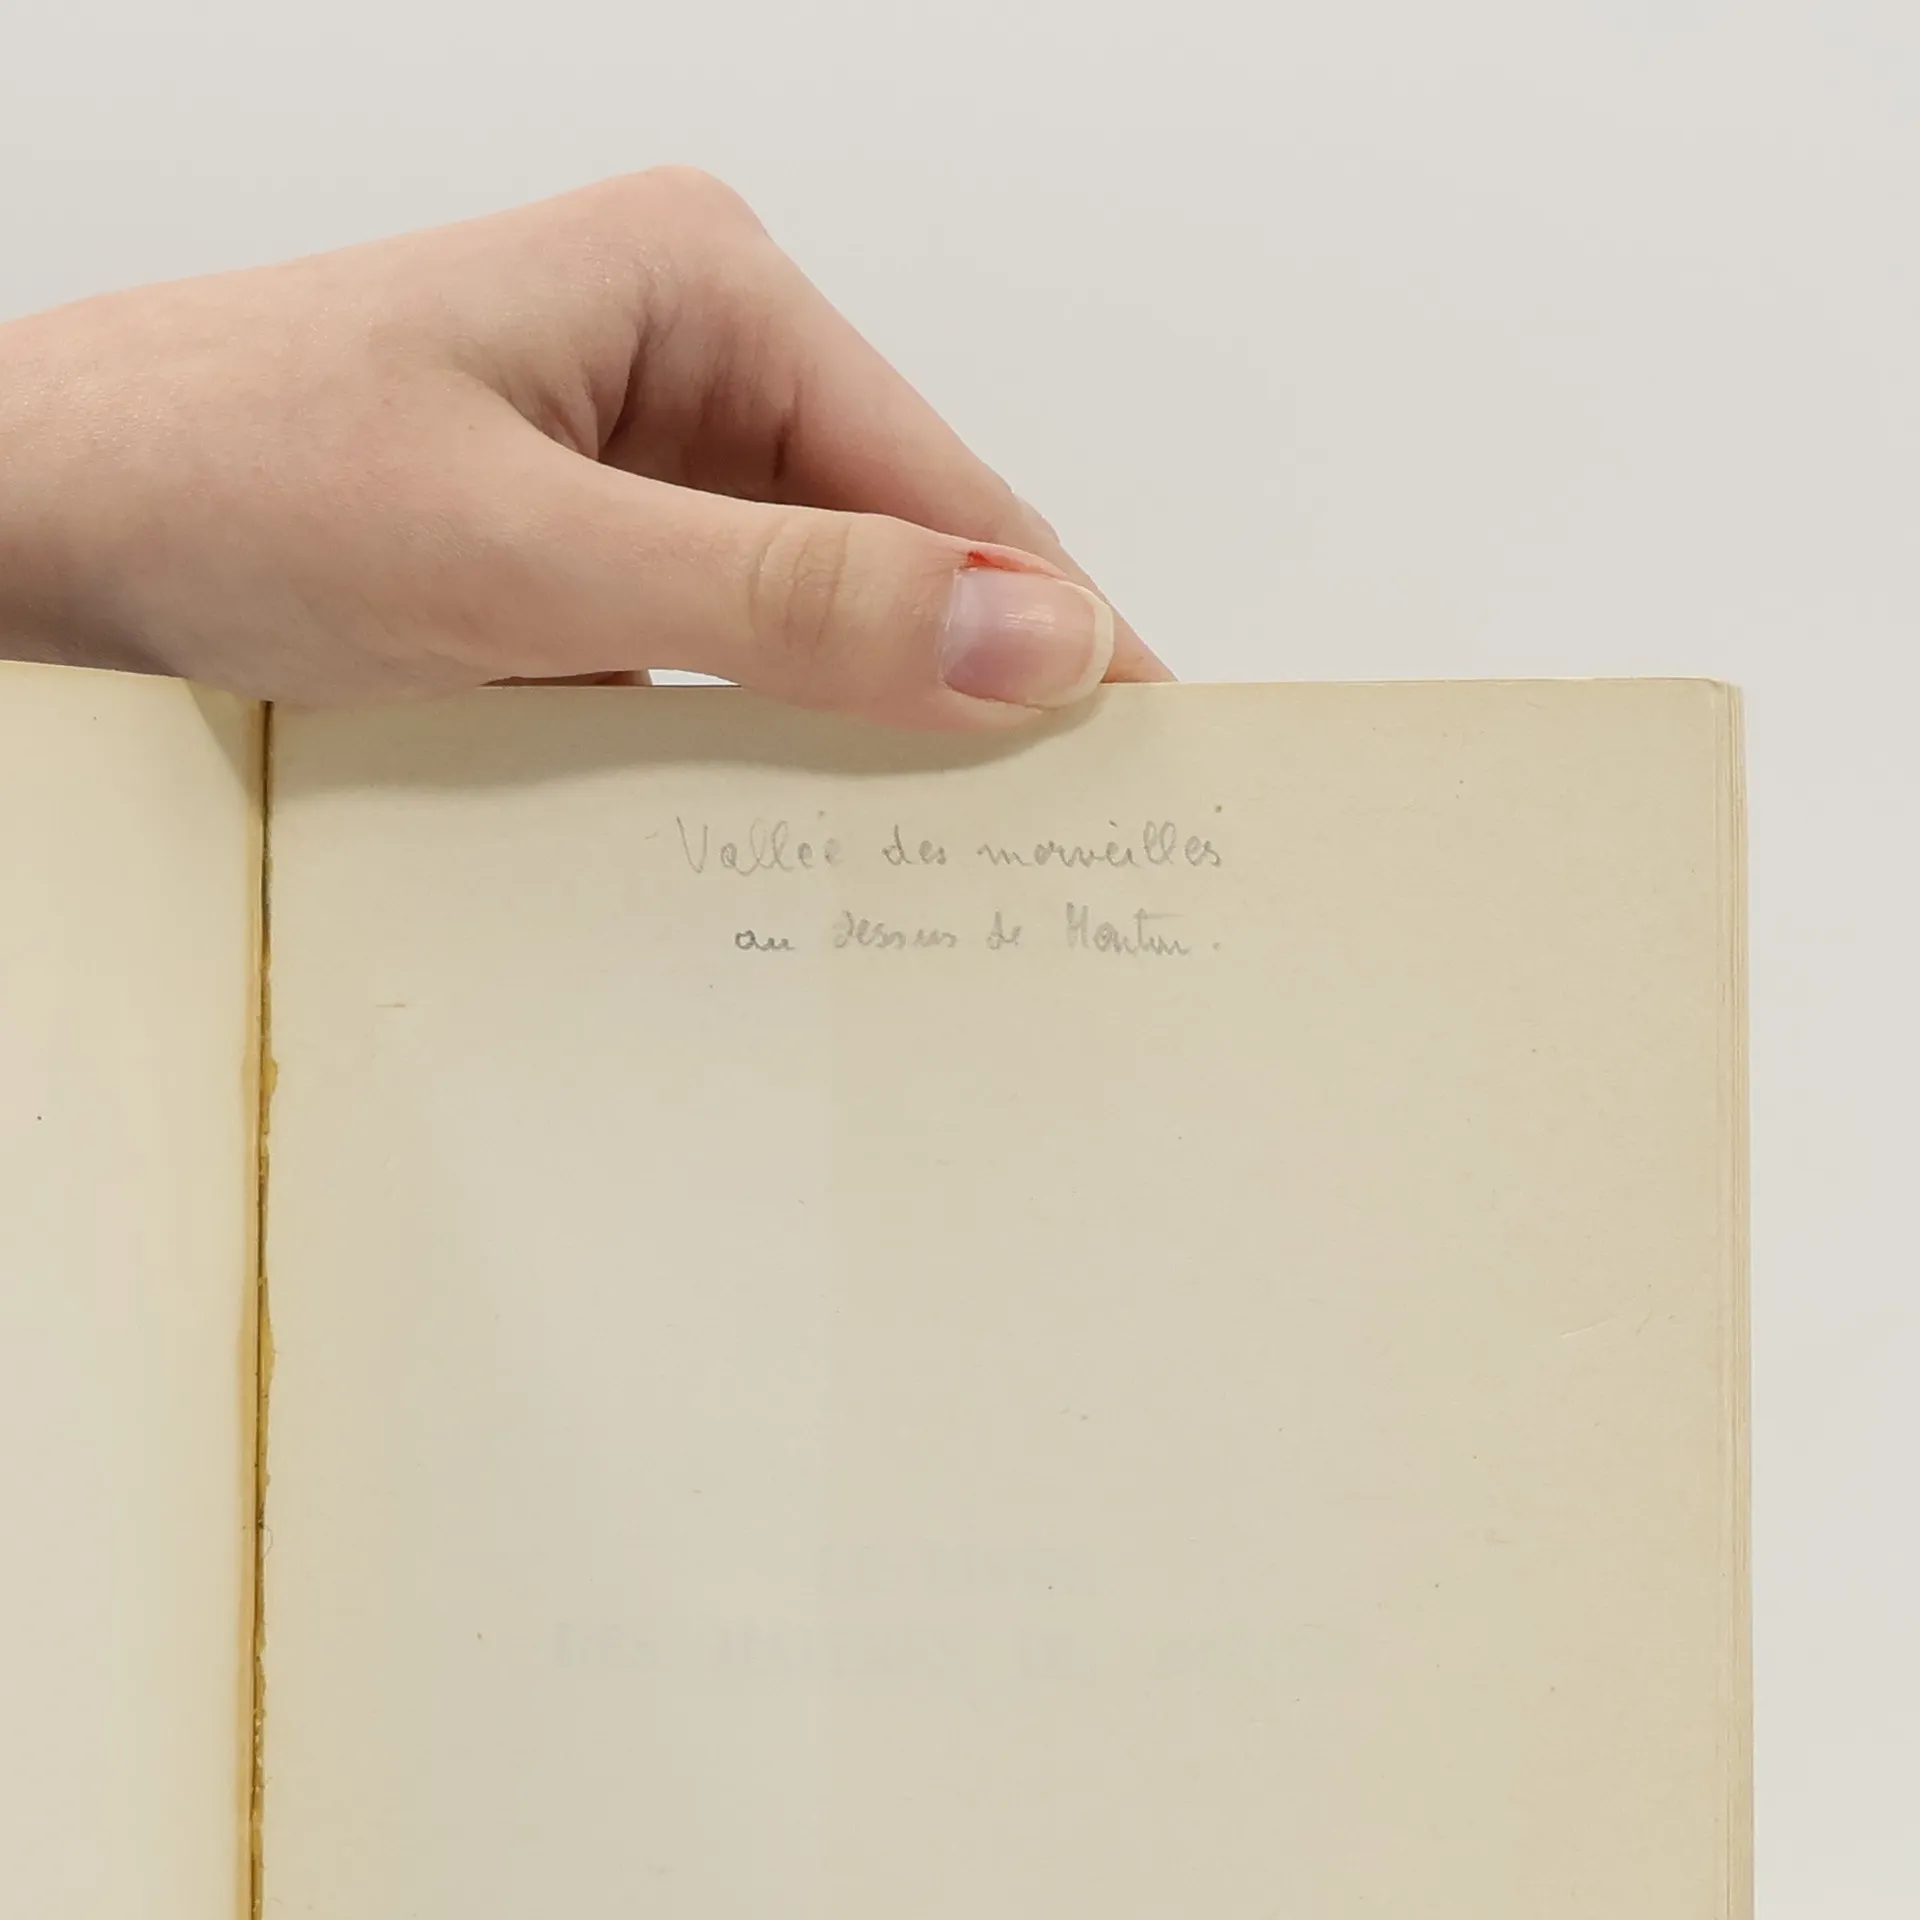 Vallée des merveilles
au dessus de Menton.